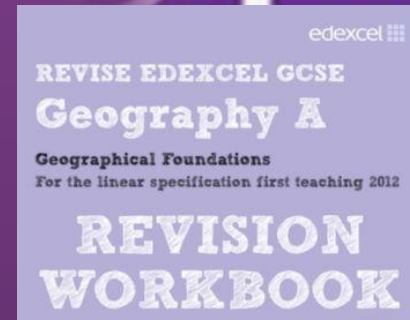 edexcel
REVISE EDEXCEL GCSE
Geography A
Geographical Foundations
For the linear specification first teaching 2012
REVISION
WORKBOOK